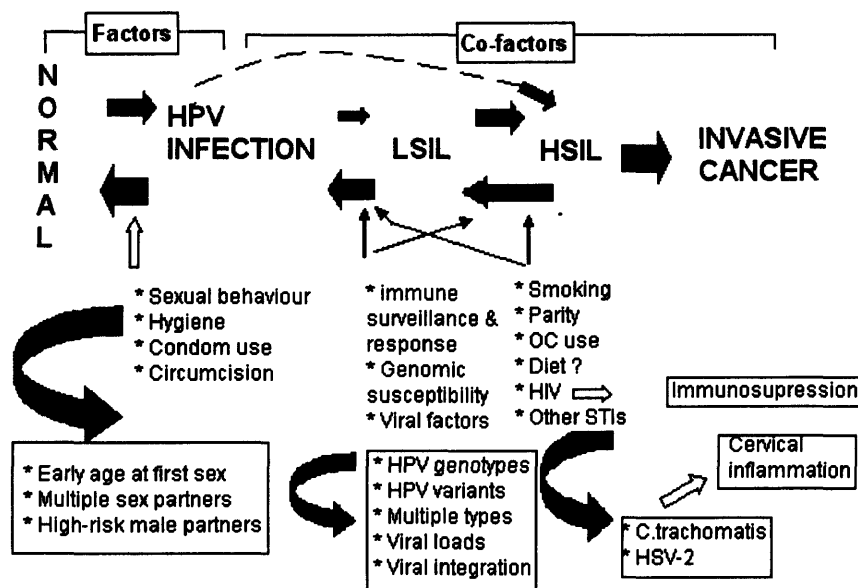 Factors
Co-factors
NORMAL
HPV
INFECTION
LSIL
HSIL
INVASIVE
CANCER
* Sexual behaviour
* Hygiene
* Condom use
* Circumcision
* immune
surveillance &
response
* Genomic
susceptibility
* Viral factors
* Smoking
* Parity
* OC use
* Diet ?
* HIV
* Other STIs
Immunosupression
Cervical
inflammation
* Early age at first sex
* Multiple sex partners
* High-risk male partners
* HPV genotypes
* HPV variants
* Multiple types
* Viral loads
* Viral integration
* C.trachomatis
* HSV-2